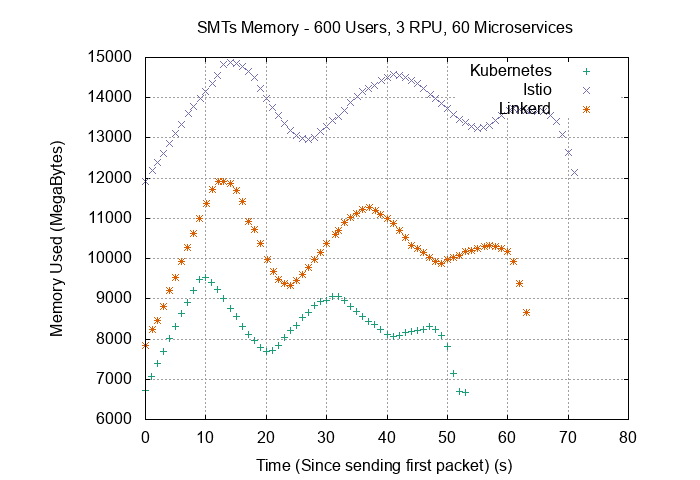 SMTs Memory - 600 Users, 3 RPU, 60 Microservices
15000
14000
13000
12000
11000
10000
9000
8000
7000
6000
Memory Used (MegaBytes)
Kubernetes
Istio
Linkerd
0 10 20 30 40 50 60 70 80
Time (Since sending first packet) (s)